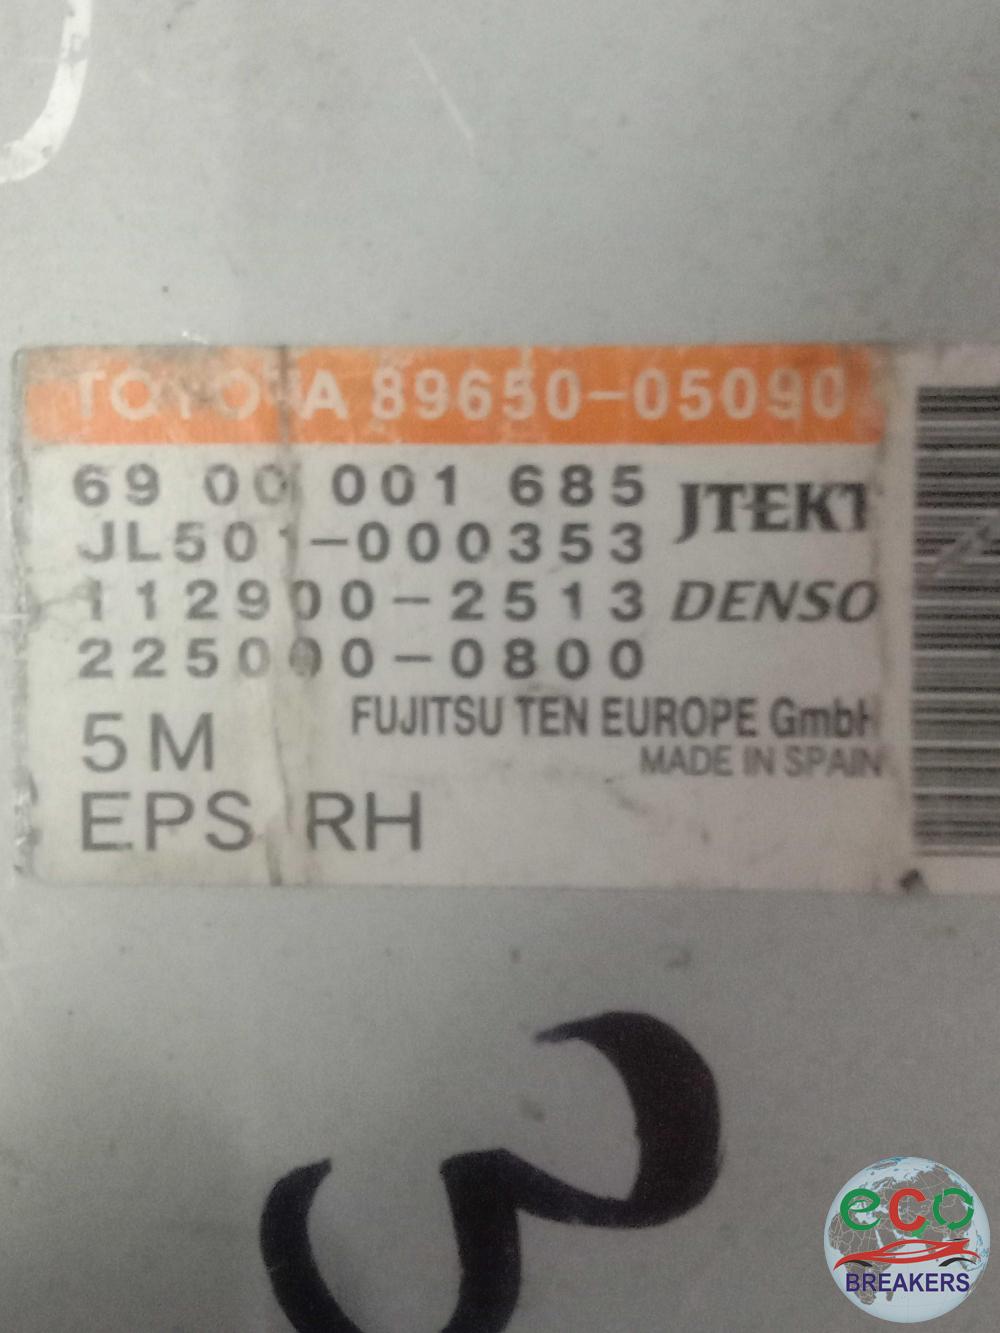 TOYOTA 89650-05090
69 00 001 685
JTEKT
JL501-000353
112900-2513
DENSO
225000-0800
FUJITSU TEN EUROPE GmbH
5M
MADE IN SPAIN
EPS RH
3
eco
BREAKERS